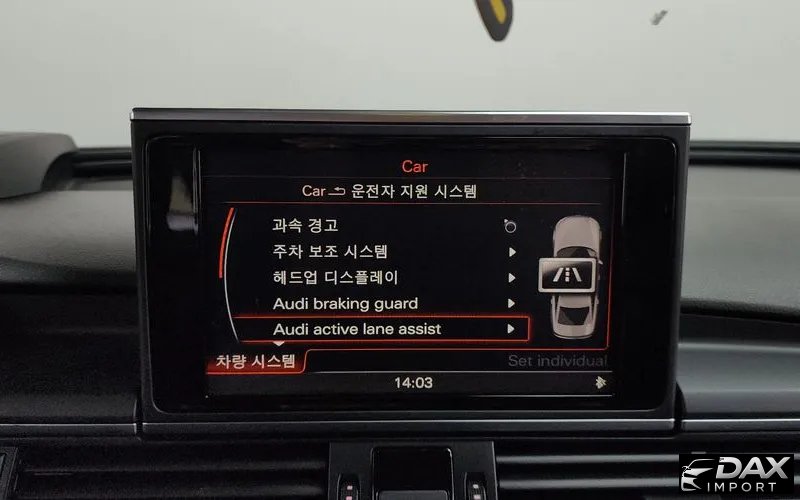 Car
Car 운전자 지원 시스템
과속 경고
주차 보조 시스템
헤드업 디스플레이
Audi braking guard
Audi active lane assist
차량 시스템
Set individual
14:03
DAX
IMPORT